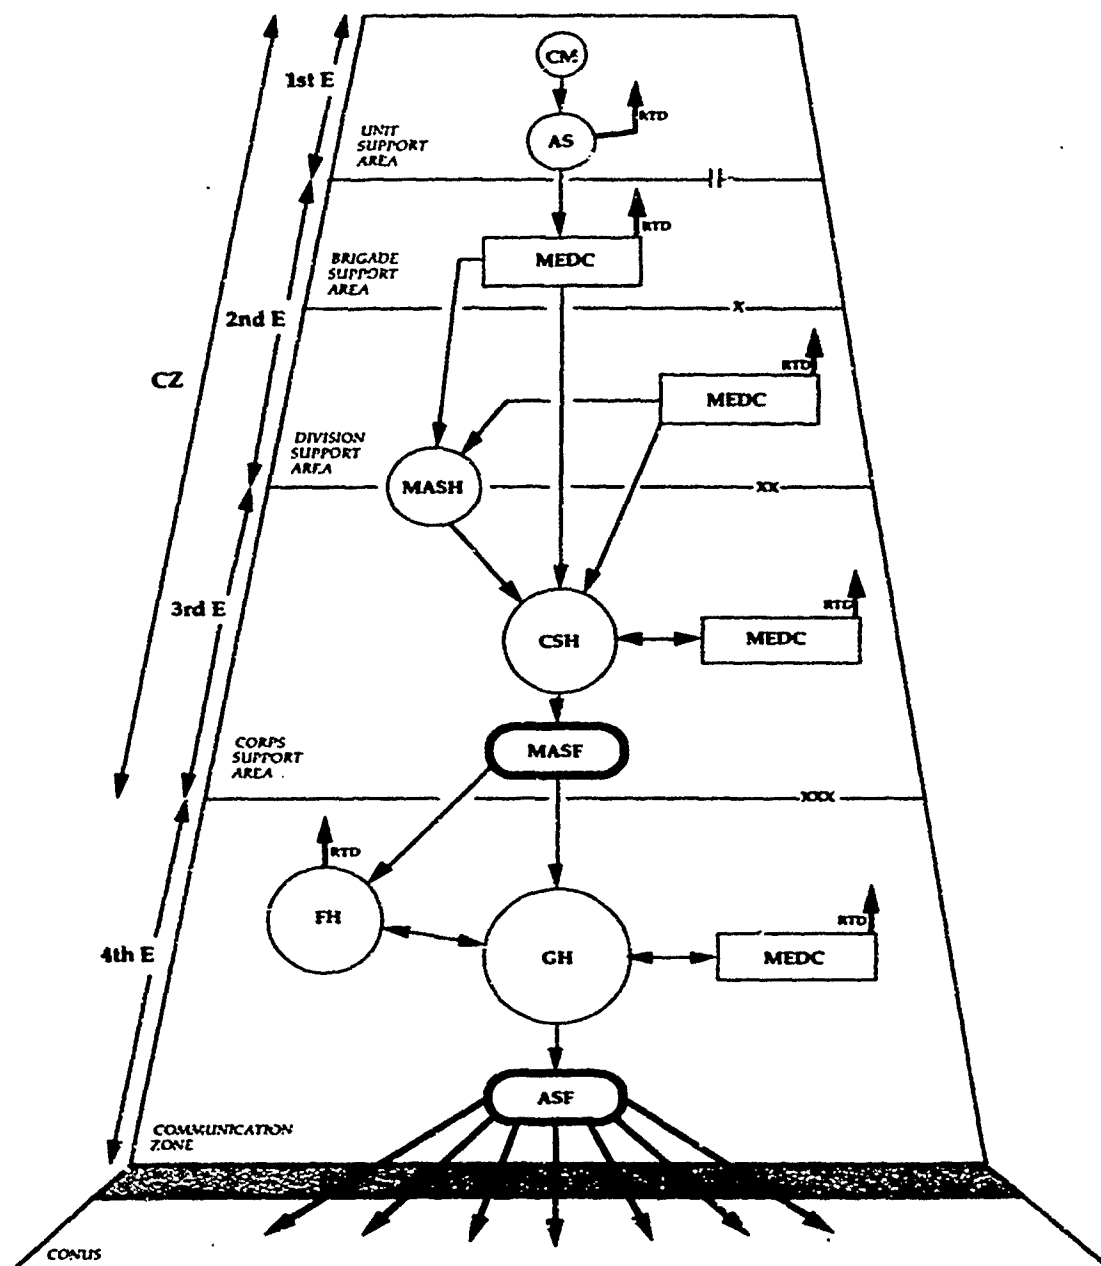 CM
1st E
RTD
AS
UNIT
SUPPORT
AREA
II
RTD
MEDC
BRIGADE
SUPPORT
AREA
X
2nd E
RTD
CZ
MEDC
DIVISION
SUPPORT
AREA
MASH
XX
RTD
3rd E
CSH
MEDC
MASF
CORPS
SUPPORT
AREA
XXX
RTD
FH
RTD
4th E
GH
MEDC
ASF
COMMUNICATION
ZONE
CONUS